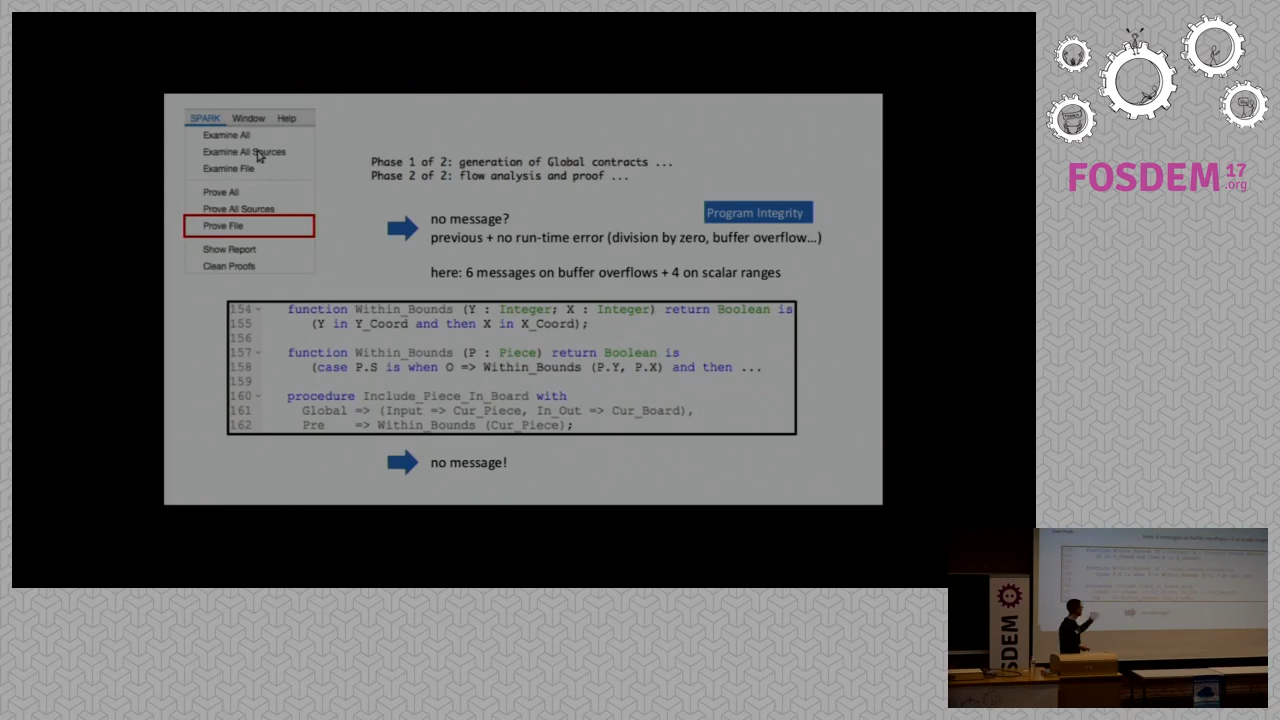 SPARK Window Help
Examine All
Examine All Sources
Examine File
Prove All
Prove All Sources
Prove File
Show Report
Clean Proofs
Phase 1 of 2: generation of Global contracts ...
Phase 2 of 2: flow analysis and proof ...
no message?
Program Integrity
previous + no run-time error (division by zero, buffer overflow...)
here: 6 messages on buffer overflows + 4 on scalar ranges
154 function Within_Bounds (Y : Integer; X : Integer) return Boolean is
155 (Y in Y_Coord and then X in X_Coord);
156
157 function Within_Bounds (P : Piece) return Boolean is
158 (case P.S is when O => Within_Bounds (P.Y, P.X) and then ...
159
160 procedure Include_Piece_In_Board with
161 Global => (Input => Cur_Piece, In_Out => Cur_Board),
162 Pre => Within_Bounds (Cur_Piece);
no message!
FOSDEM 17
.org
SDEM